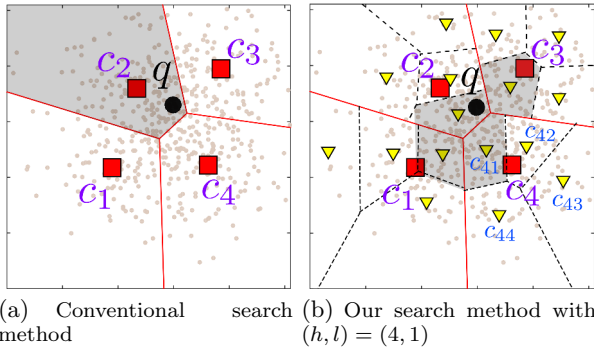 c2
q
c3
c1
c4
c2
q
c3
c42
c41
c1
c4
c43
c44
(a) Conventional search method
(b) Our search method with (h, l) = (4, 1)